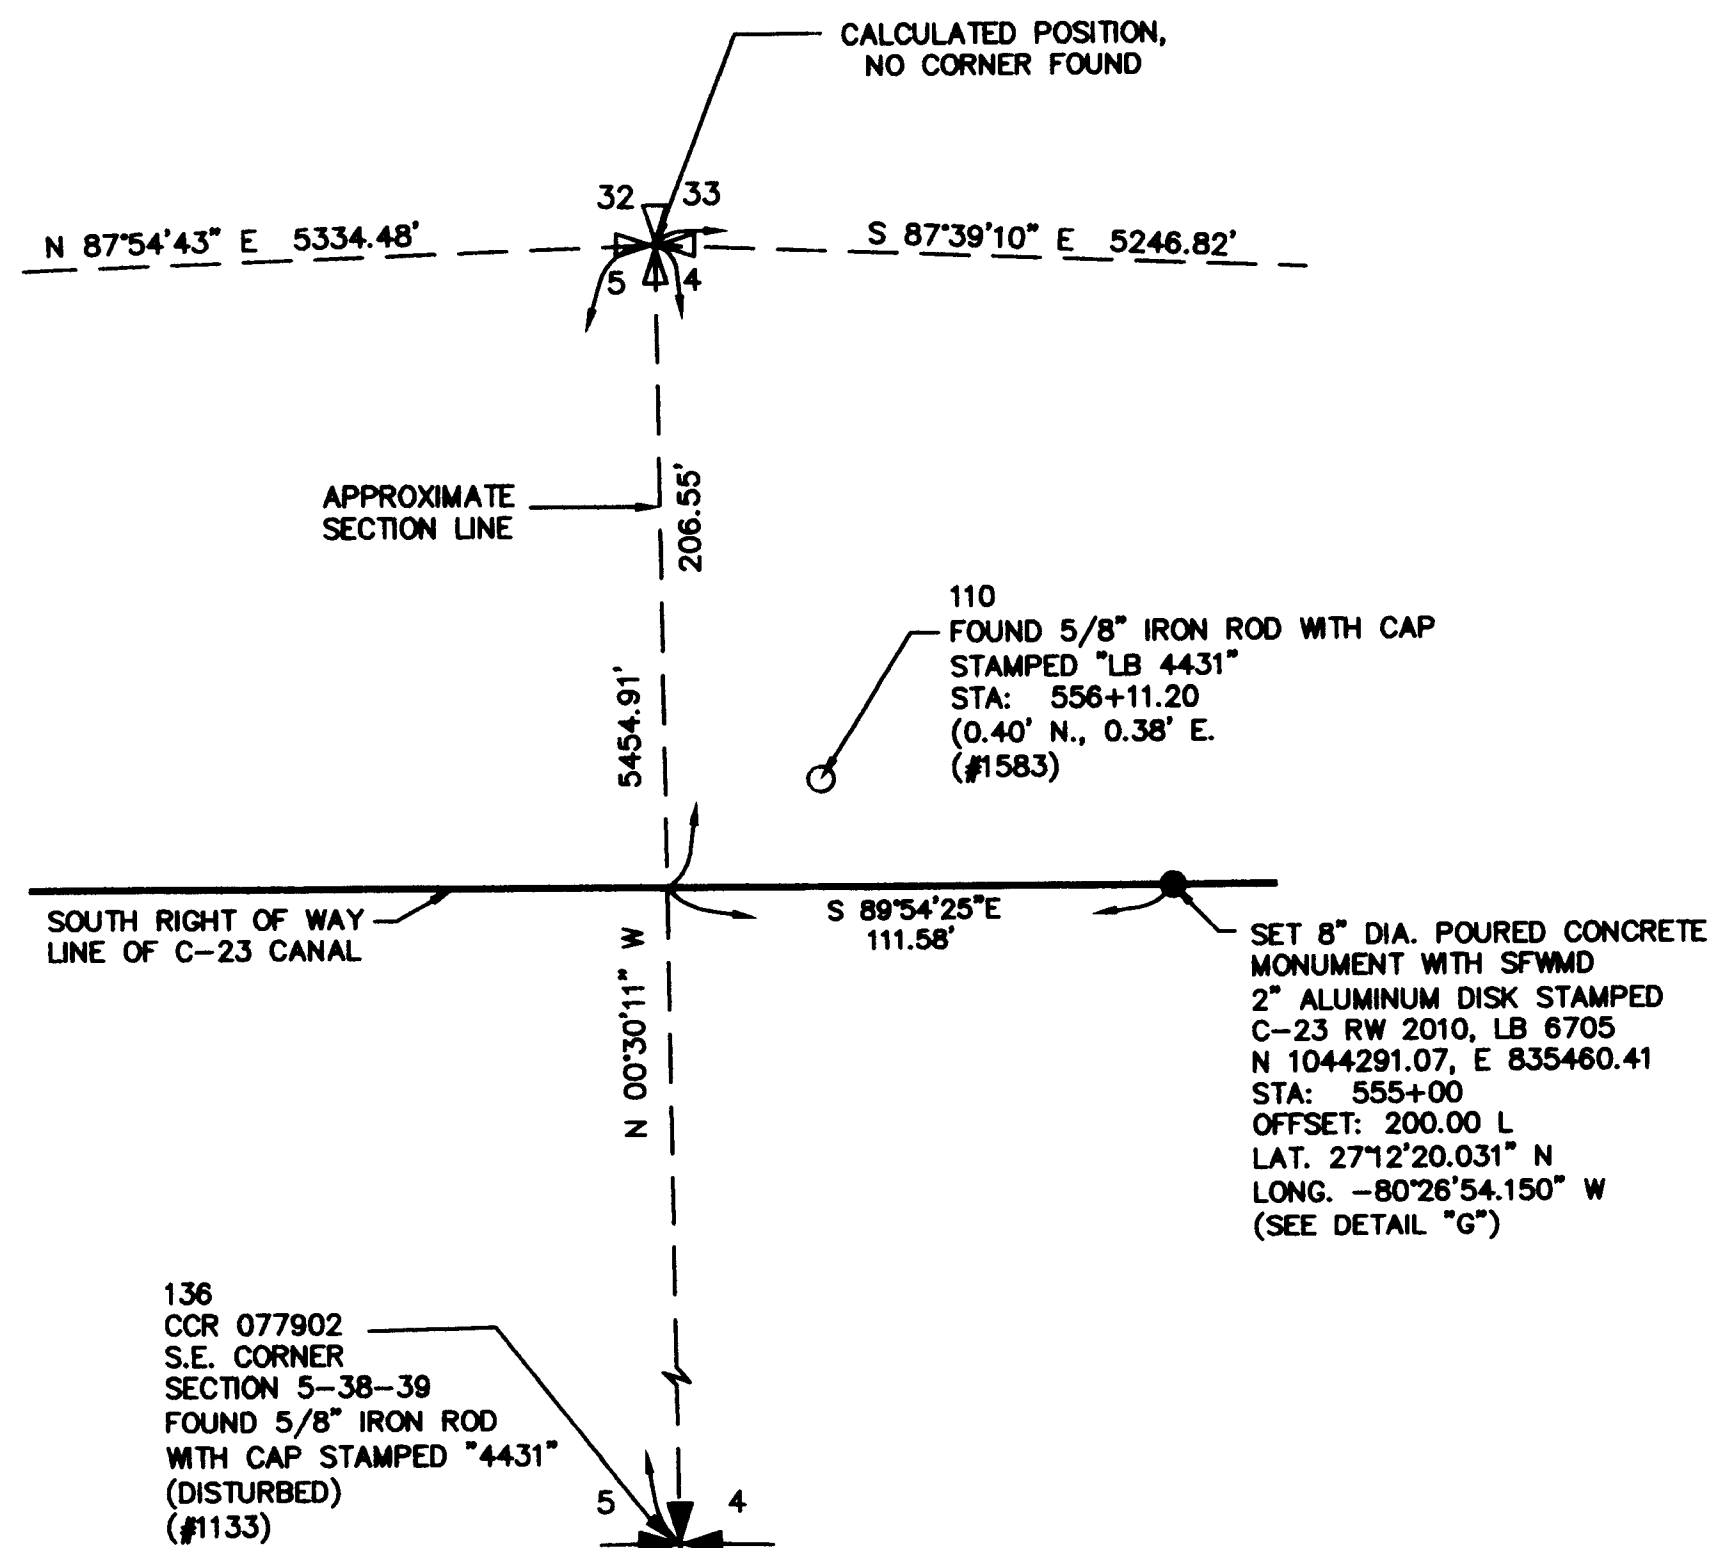 CALCULATED POSITION,
NO CORNER FOUND
32 33
N 87°54'43" E 5334.48'
S 87°39'10" E 5246.82'
5 4
APPROXIMATE
SECTION LINE
206.55'
110
FOUND 5/8" IRON ROD WITH CAP
STAMPED "LB 4431"
STA: 556+11.20
(0.40' N., 0.38' E.
(#1583)
5454.91'
SOUTH RIGHT OF WAY
LINE OF C-23 CANAL
S 89°54'25"E
111.58'
N 00°30'11" W
SET 8" DIA. POURED CONCRETE
MONUMENT WITH SFWMD
2" ALUMINUM DISK STAMPED
C-23 RW 2010, LB 6705
N 1044291.07, E 835460.41
STA: 555+00
OFFSET: 200.00 L
LAT. 27°12'20.031" N
LONG. -80°26'54.150" W
(SEE DETAIL "G")
136
CCR 077902
S.E. CORNER
SECTION 5-38-39
FOUND 5/8" IRON ROD
WITH CAP STAMPED "4431"
(DISTURBED)
(#1133)
5 4